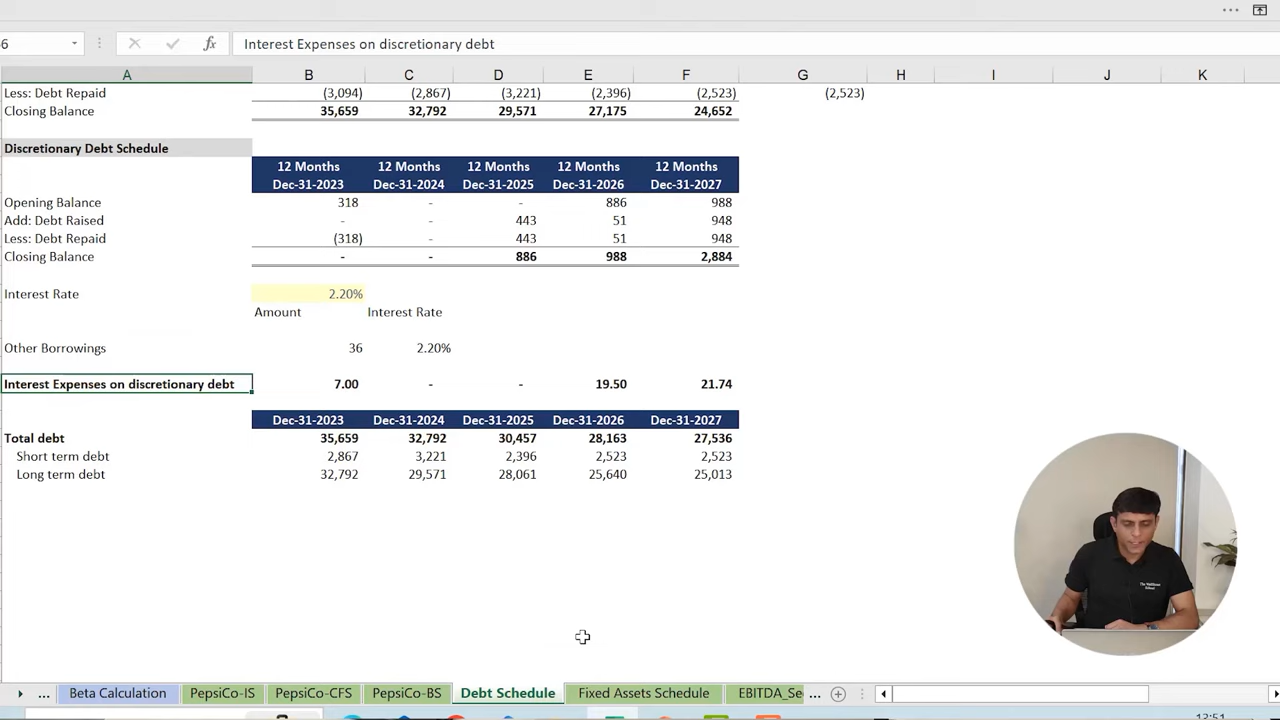 6 fx Interest Expenses on discretionary debt
A B C D E F G H I J K
Less: Debt Repaid (3,094) (2,867) (3,221) (2,396) (2,523) (2,523)
Closing Balance 35,659 32,792 29,571 27,175 24,652
Discretionary Debt Schedule
12 Months 12 Months 12 Months 12 Months 12 Months
Dec-31-2023 Dec-31-2024 Dec-31-2025 Dec-31-2026 Dec-31-2027
Opening Balance 318 - - 886 988
Add: Debt Raised - - 443 51 948
Less: Debt Repaid (318) - 443 51 948
Closing Balance - - 886 988 2,884
Interest Rate 2.20%
Amount Interest Rate
Other Borrowings 36 2.20%
Interest Expenses on discretionary debt 7.00 - - 19.50 21.74
Dec-31-2023 Dec-31-2024 Dec-31-2025 Dec-31-2026 Dec-31-2027
Total debt 35,659 32,792 30,457 28,163 27,536
Short term debt 2,867 3,221 2,396 2,523 2,523
Long term debt 32,792 29,571 28,061 25,640 25,013
The WallStreet
School
... Beta Calculation PepsiCo-IS PepsiCo-CFS PepsiCo-BS Debt Schedule Fixed Assets Schedule EBITDA_Se ...
12:51